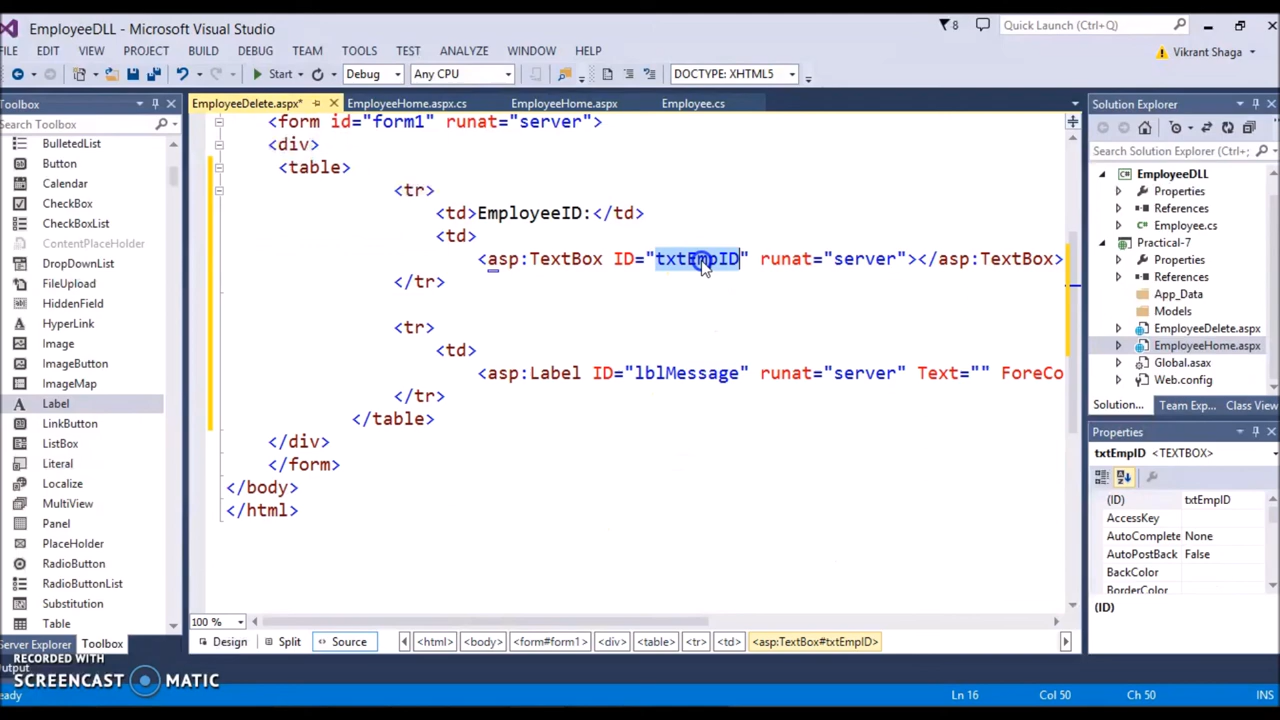 EmployeeDLL - Microsoft Visual Studio
8
Quick Launch (Ctrl+Q)
FILE EDIT VIEW PROJECT BUILD DEBUG TEAM TOOLS TEST ANALYZE WINDOW HELP
Vikrant Shaga
Start Debug Any CPU DOCTYPE: XHTML5
Toolbox
EmployeeDelete.aspx* EmployeeHome.aspx.cs EmployeeHome.aspx Employee.cs
Solution Explorer
Search Toolbox
BulletedList
Button
Calendar
CheckBox
CheckBoxList
ContentPlaceHolder
DropDownList
FileUpload
HiddenField
HyperLink
Image
ImageButton
ImageMap
Label
LinkButton
ListBox
Literal
Localize
MultiView
Panel
PlaceHolder
RadioButton
RadioButtonList
Substitution
Table
Server Explorer Toolbox
<form id="form1" runat="server">
<div>
<table>
<tr>
<td>EmployeeID:</td>
<td>
<asp:TextBox ID="txtEmpID" runat="server"></asp:TextBox>
</tr>
<tr>
<td>
<asp:Label ID="lblMessage" runat="server" Text="" ForeCo
</tr>
</table>
</div>
</form>
</body>
</html>
100 %
Design Split Source <html> <body> <form#form1> <div> <table> <tr> <td> <asp:TextBox#txtEmpID>
Search Solution Explorer (Ctrl+;
EmployeeDLL
Properties
References
Employee.cs
Practical-7
Properties
References
App_Data
Models
EmployeeDelete.aspx
EmployeeHome.aspx
Global.asax
Web.config
Solution... Team Exp... Class View
Properties
txtEmpID <TEXTBOX>
(ID) txtEmpID
AccessKey
AutoComplete None
AutoPostBack False
BackColor
BorderColor
(ID)
Output
RECORDED WITH
SCREENCAST MATIC
Ready Ln 16 Col 50 Ch 50 INS